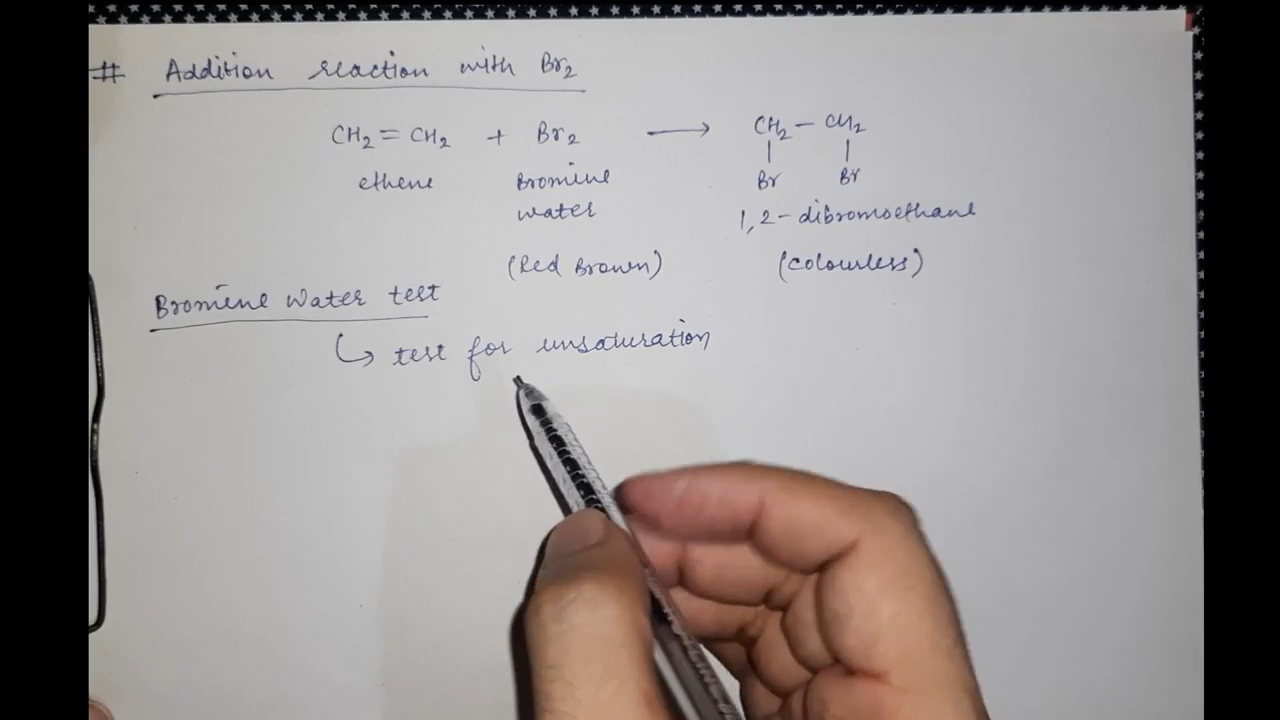 # Addition reaction with Br2
CH2 = CH2 + Br2 ⟶ CH2 – CH2
Br Br
ethene Bromine water 1,2-dibromoethane
(Red Brown) (colourless)
Bromine Water test
↳ test for unsaturation